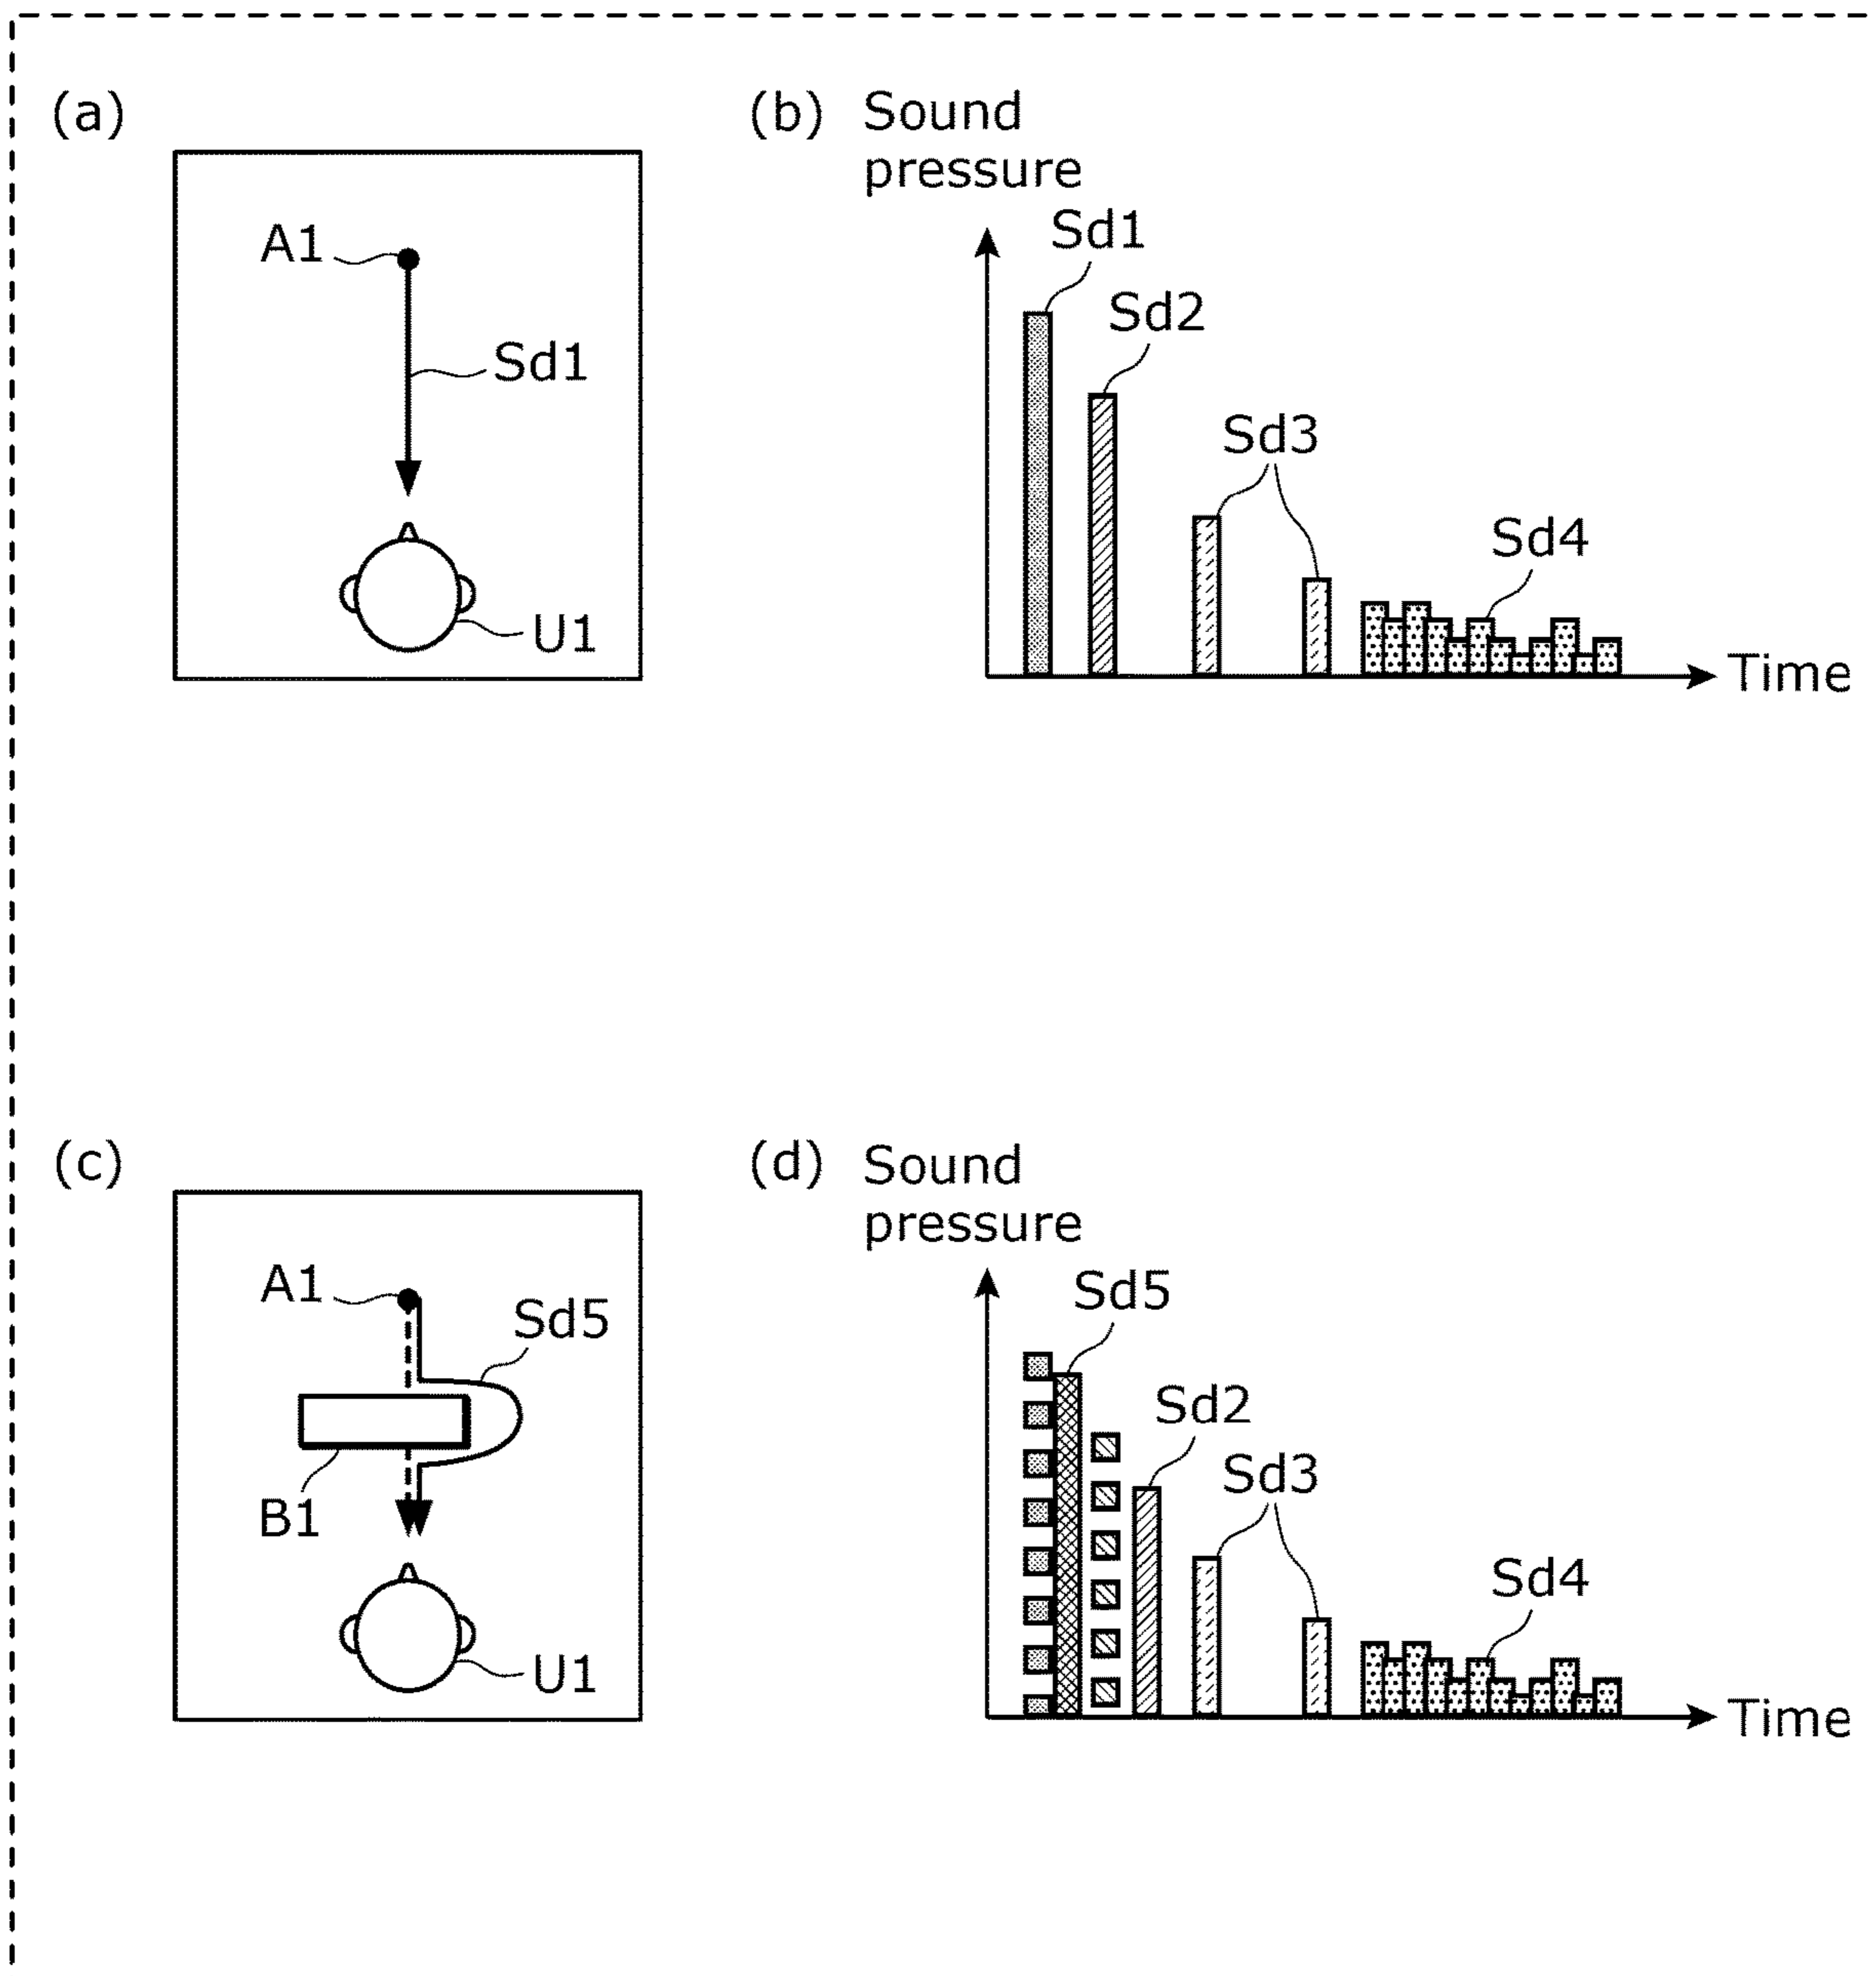 (a)
A1
Sd1
U1
(b) Sound
pressure
Sd1
Sd2
Sd3
Sd4
Time
(c)
A1
Sd5
B1
U1
(d) Sound
pressure
Sd5
Sd2
Sd3
Sd4
Time